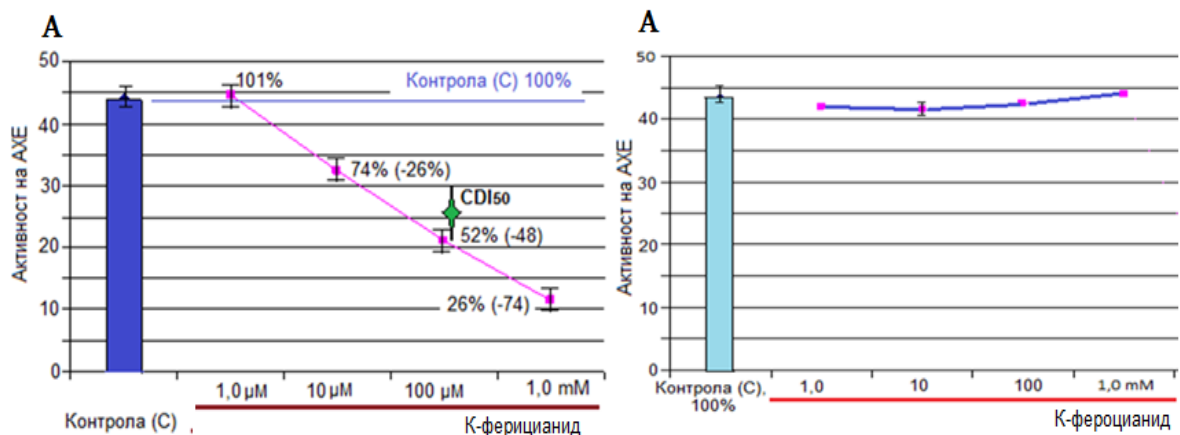 A
Активност на АХЕ
50
40
30
20
10
0
101%
Контрола (С) 100%
74% (-26%)
CDI50
52% (-48)
26% (-74)
1,0 µM
10 µM
100 µM
1,0 mM
Контрола (С)
К-ферицианид
A
Активност на АХЕ
50
40
30
20
10
0
Контрола (С),
100%
1,0
10
100
1,0 mM
К-фероцианид